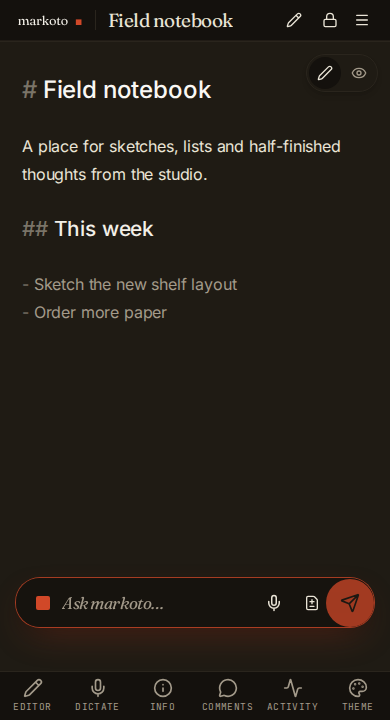 markoto
Field notebook
# Field notebook
A place for sketches, lists and half-finished
thoughts from the studio.
## This week
- Sketch the new shelf layout
- Order more paper
Ask markoto...
EDITOR DICTATE INFO COMMENTS ACTIVITY THEME